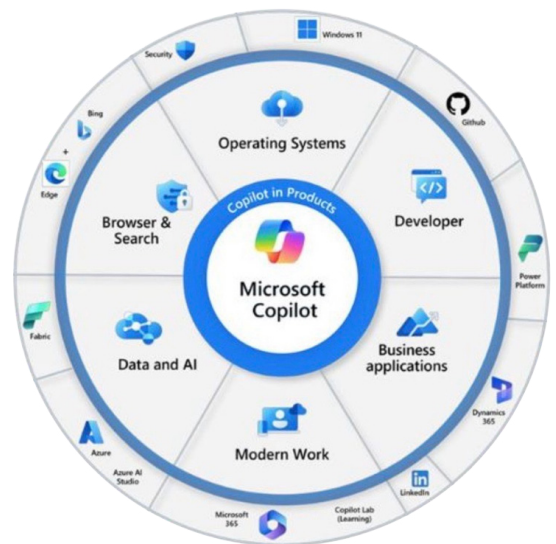 Windows 11
Security
Github
Bing
+
Edge
Operating Systems
Copilot in Products
Browser &
Search
Developer
Microsoft
Copilot
Power
Platform
Fabric
Data and AI
Business
applications
Dynamics
365
Modern Work
Azure
Azure AI
Studio
LinkedIn
Microsoft
365
Copilot Lab
(Learning)